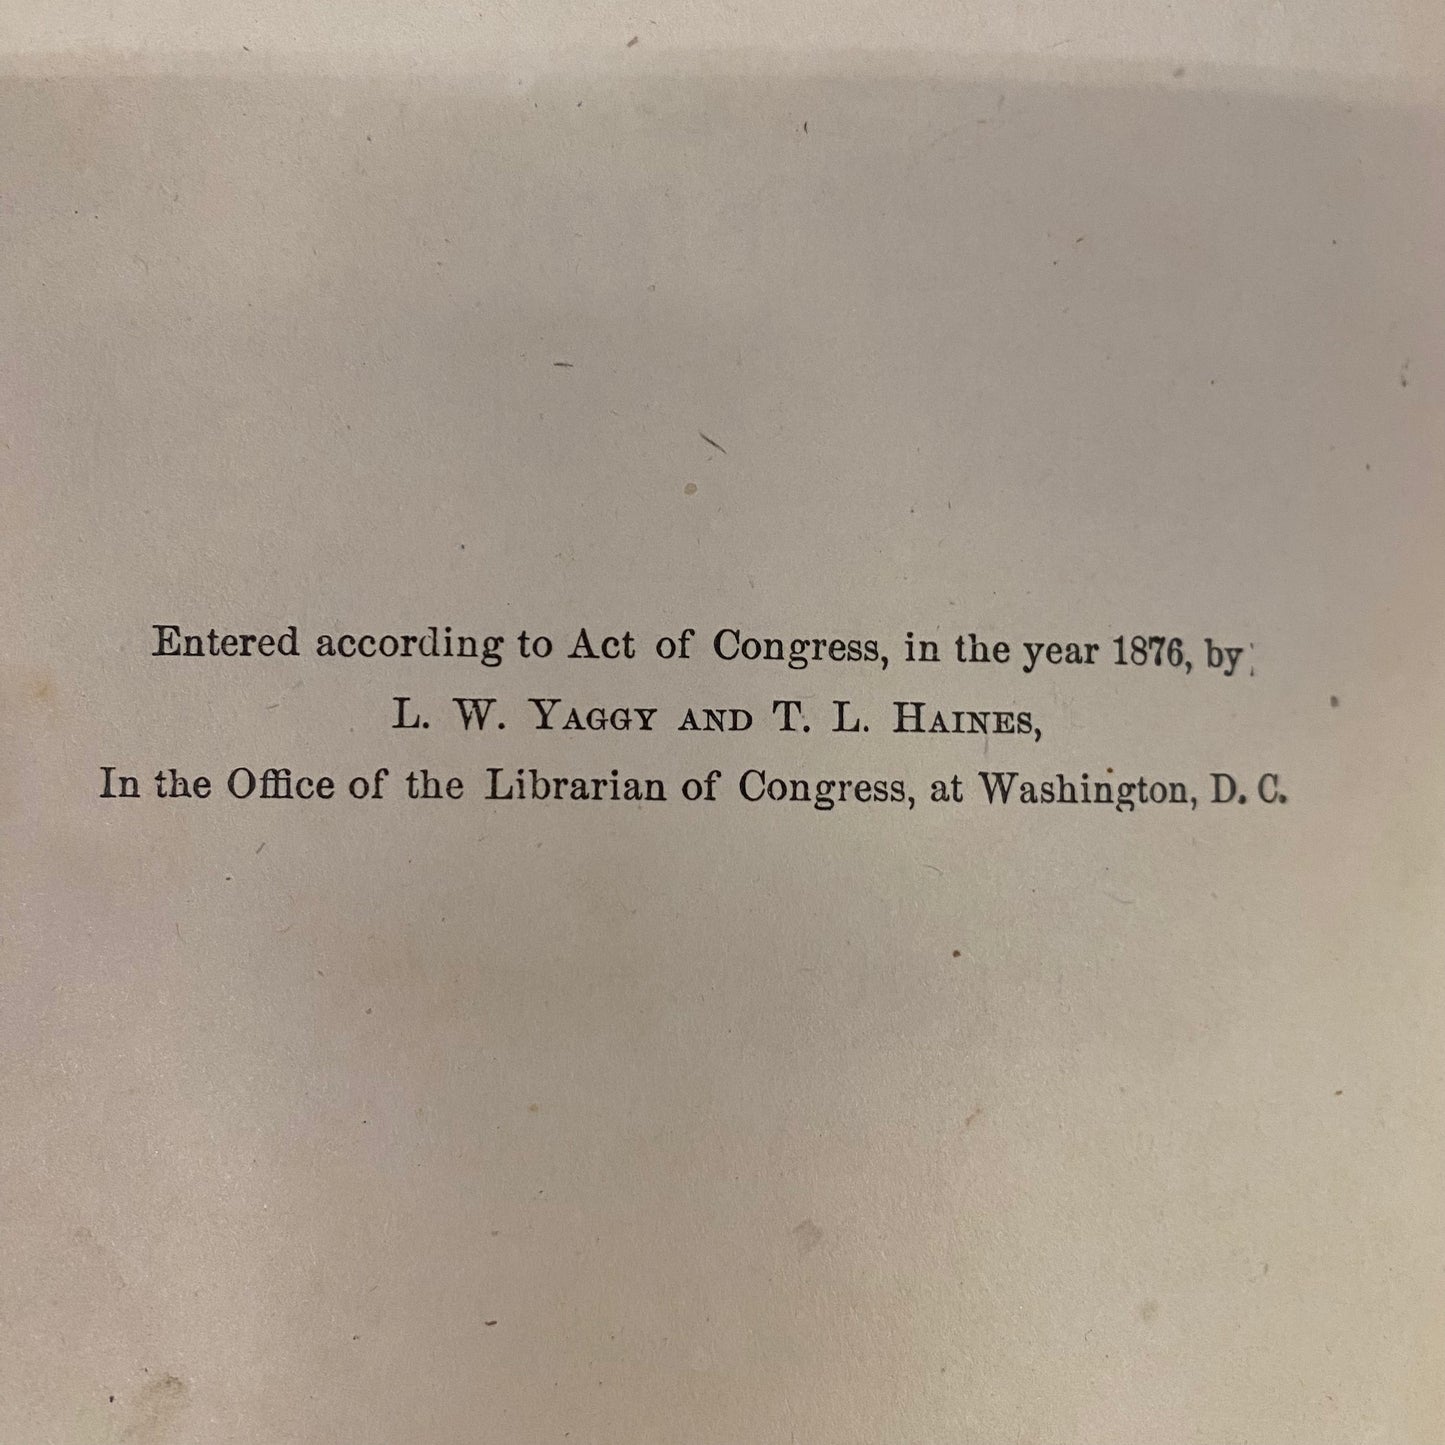 Entered according to Act of Congress, in the year 1876, by
L. W. YAGGY AND T. L. HAINES,
In the Office of the Librarian of Congress, at Washington, D. C.